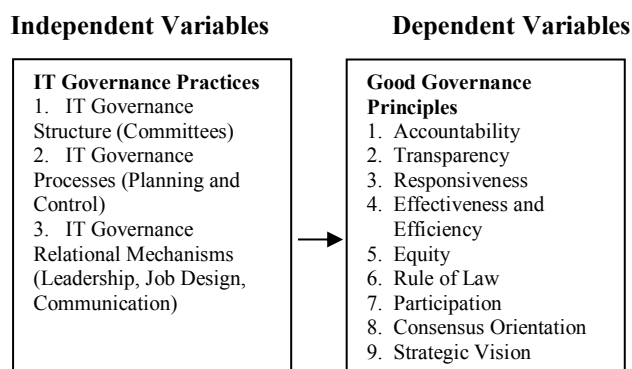 Independent Variables
Dependent Variables
IT Governance Practices
1. IT Governance
Structure (Committees)
2. IT Governance
Processes (Planning and
Control)
3. IT Governance
Relational Mechanisms
(Leadership, Job Design,
Communication)
Good Governance
Principles
1. Accountability
2. Transparency
3. Responsiveness
4. Effectiveness and
Efficiency
5. Equity
6. Rule of Law
7. Participation
8. Consensus Orientation
9. Strategic Vision